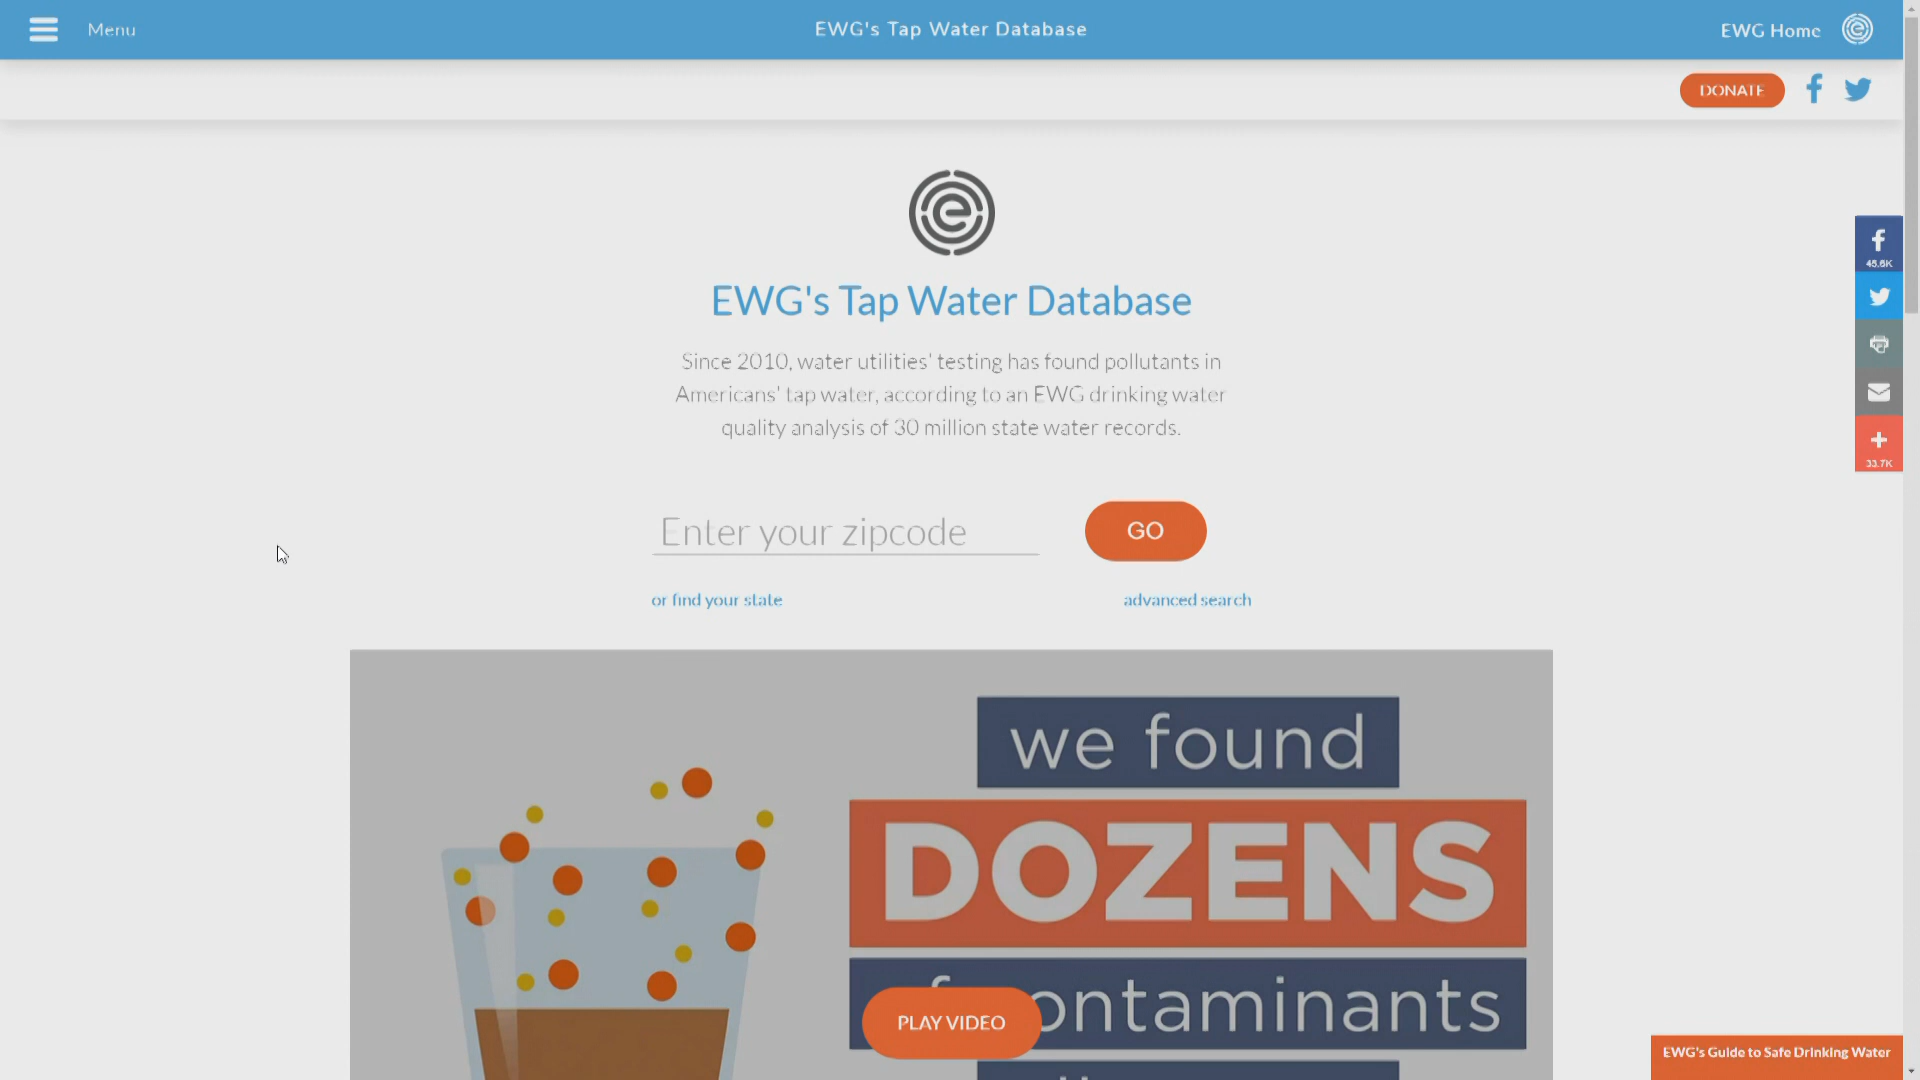 Menu
EWG's Tap Water Database
EWG Home
DONATE
EWG's Tap Water Database
Since 2010, water utilities' testing has found pollutants in
Americans' tap water, according to an EWG drinking water
quality analysis of 30 million state water records.
45.6K
33.7K
Enter your zipcode
GO
or find your state
advanced search
we found
DOZENS
contaminants
PLAY VIDEO
EWG's Guide to Safe Drinking Water